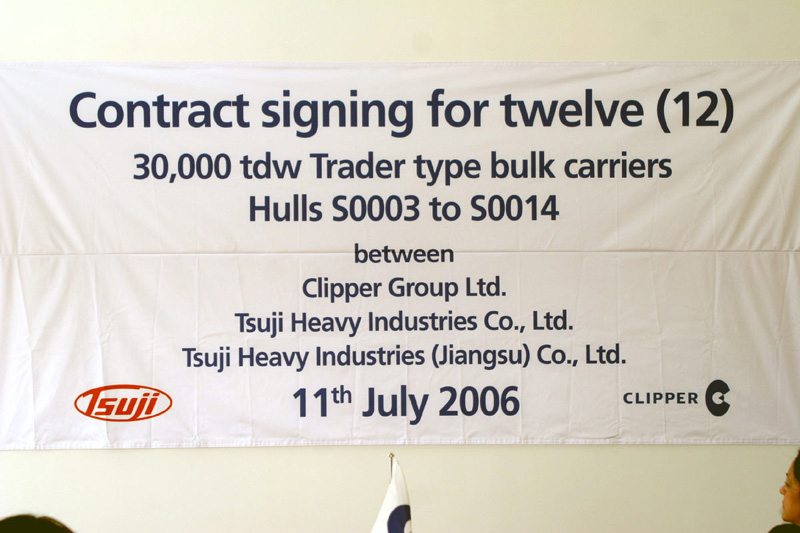 Contract signing for twelve (12)
30,000 tdw Trader type bulk carriers
Hulls S0003 to S0014
between
Clipper Group Ltd.
Tsuji Heavy Industries Co., Ltd.
Tsuji Heavy Industries (Jiangsu) Co., Ltd.
Tsuji
11th July 2006
CLIPPER